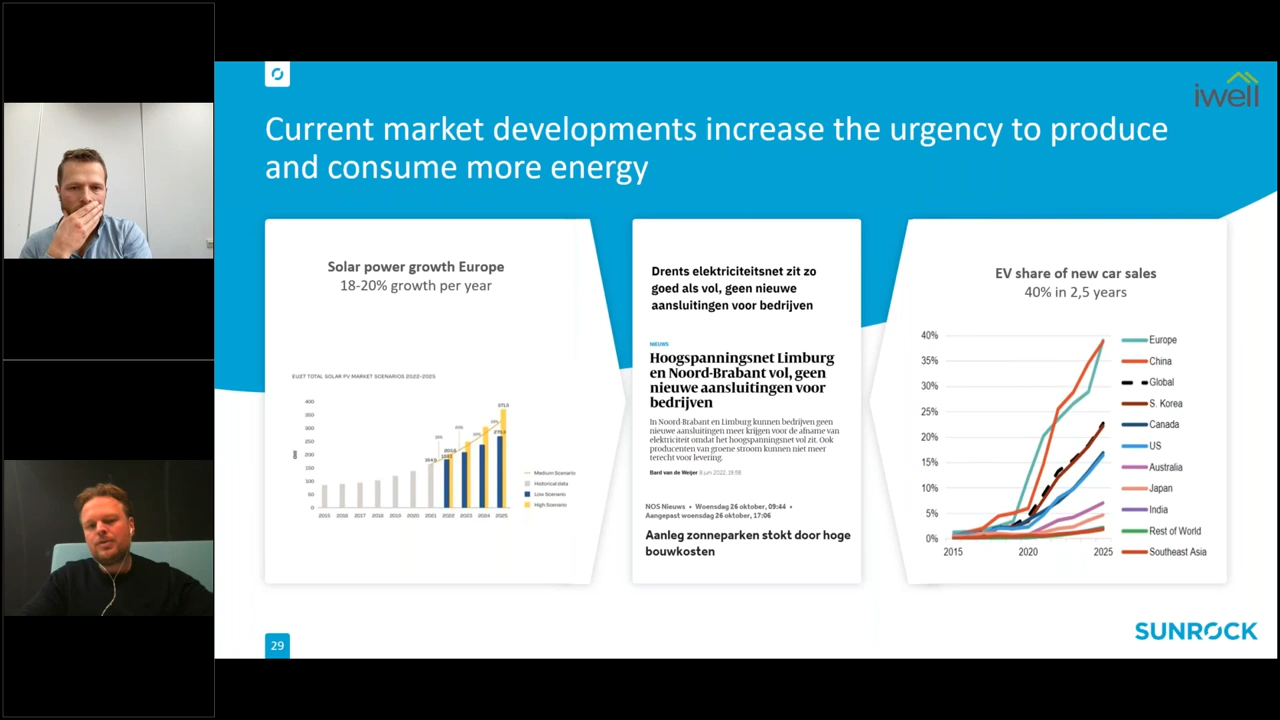 iwell
Current market developments increase the urgency to produce
and consume more energy
Solar power growth Europe
18-20% growth per year
EU27 TOTAL SOLAR PV MARKET SCENARIOS 2022-2025
400
350
300
250
200
150
100
50
0
GW
2015 2016 2017 2018 2019 2020 2021 2022 2023 2024 2025
Medium Scenario
Historical data
Low Scenario
High Scenario
Drents elektriciteitsnet zit zo
goed als vol, geen nieuwe
aansluitingen voor bedrijven
NIEUWS
Hoogspanningsnet Limburg
en Noord-Brabant vol, geen
nieuwe aansluitingen voor
bedrijven
In Noord-Brabant en Limburg kunnen bedrijven geen
nieuwe aansluitingen meer krijgen voor de afname van
elektriciteit omdat het hoogspanningsnet vol zit. Ook
producenten van groene stroom kunnen niet meer
terecht voor levering.
Bard van de Weijer 8 juni 2022, 19:58
NOS Nieuws • Woensdag 26 oktober, 09:44 •
Aangepast woensdag 26 oktober, 17:06
Aanleg zonneparken stokt door hoge
bouwkosten
EV share of new car sales
40% in 2,5 years
40%
35%
30%
25%
20%
15%
10%
5%
0%
2015 2020 2025
Europe
China
Global
S. Korea
Canada
US
Australia
Japan
India
Rest of World
Southeast Asia
29
SUNROCK